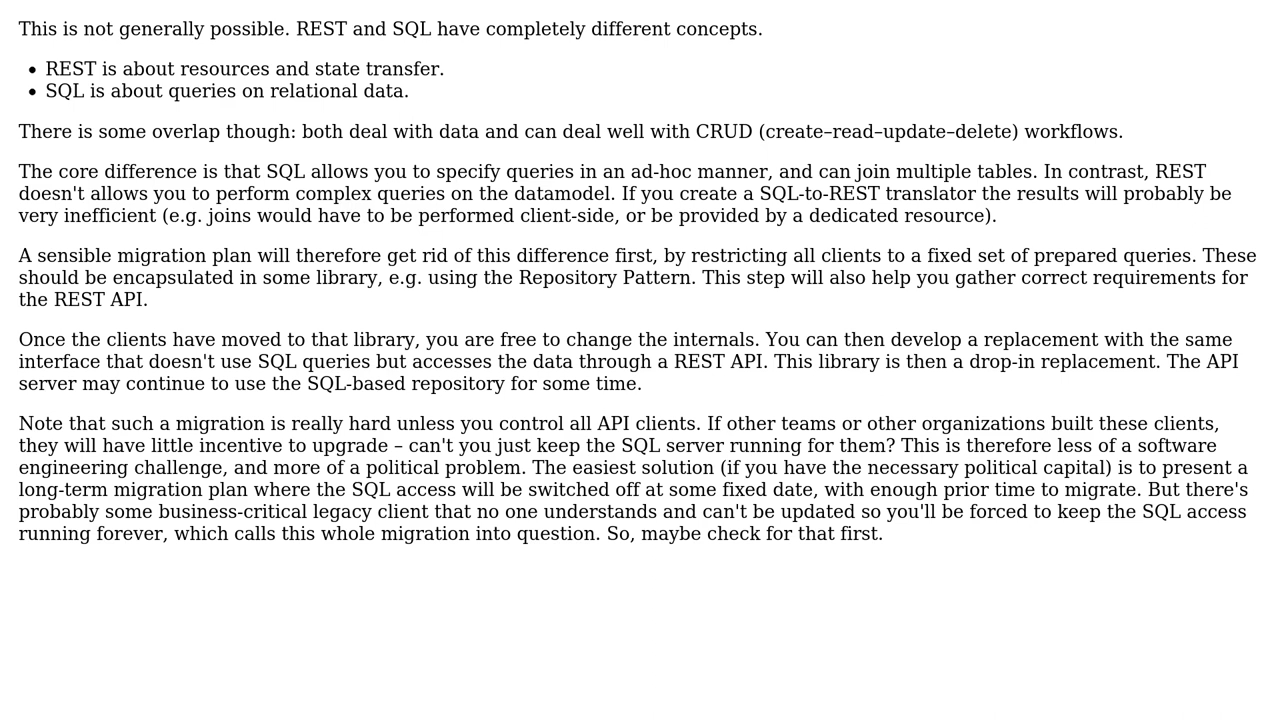 This is not generally possible. REST and SQL have completely different concepts.
• REST is about resources and state transfer.
• SQL is about queries on relational data.
There is some overlap though: both deal with data and can deal well with CRUD (create–read–update–delete) workflows.
The core difference is that SQL allows you to specify queries in an ad-hoc manner, and can join multiple tables. In contrast, REST
doesn't allows you to perform complex queries on the datamodel. If you create a SQL-to-REST translator the results will probably be
very inefficient (e.g. joins would have to be performed client-side, or be provided by a dedicated resource).
A sensible migration plan will therefore get rid of this difference first, by restricting all clients to a fixed set of prepared queries. These
should be encapsulated in some library, e.g. using the Repository Pattern. This step will also help you gather correct requirements for
the REST API.
Once the clients have moved to that library, you are free to change the internals. You can then develop a replacement with the same
interface that doesn't use SQL queries but accesses the data through a REST API. This library is then a drop-in replacement. The API
server may continue to use the SQL-based repository for some time.
Note that such a migration is really hard unless you control all API clients. If other teams or other organizations built these clients,
they will have little incentive to upgrade – can't you just keep the SQL server running for them? This is therefore less of a software
engineering challenge, and more of a political problem. The easiest solution (if you have the necessary political capital) is to present a
long-term migration plan where the SQL access will be switched off at some fixed date, with enough prior time to migrate. But there's
probably some business-critical legacy client that no one understands and can't be updated so you'll be forced to keep the SQL access
running forever, which calls this whole migration into question. So, maybe check for that first.